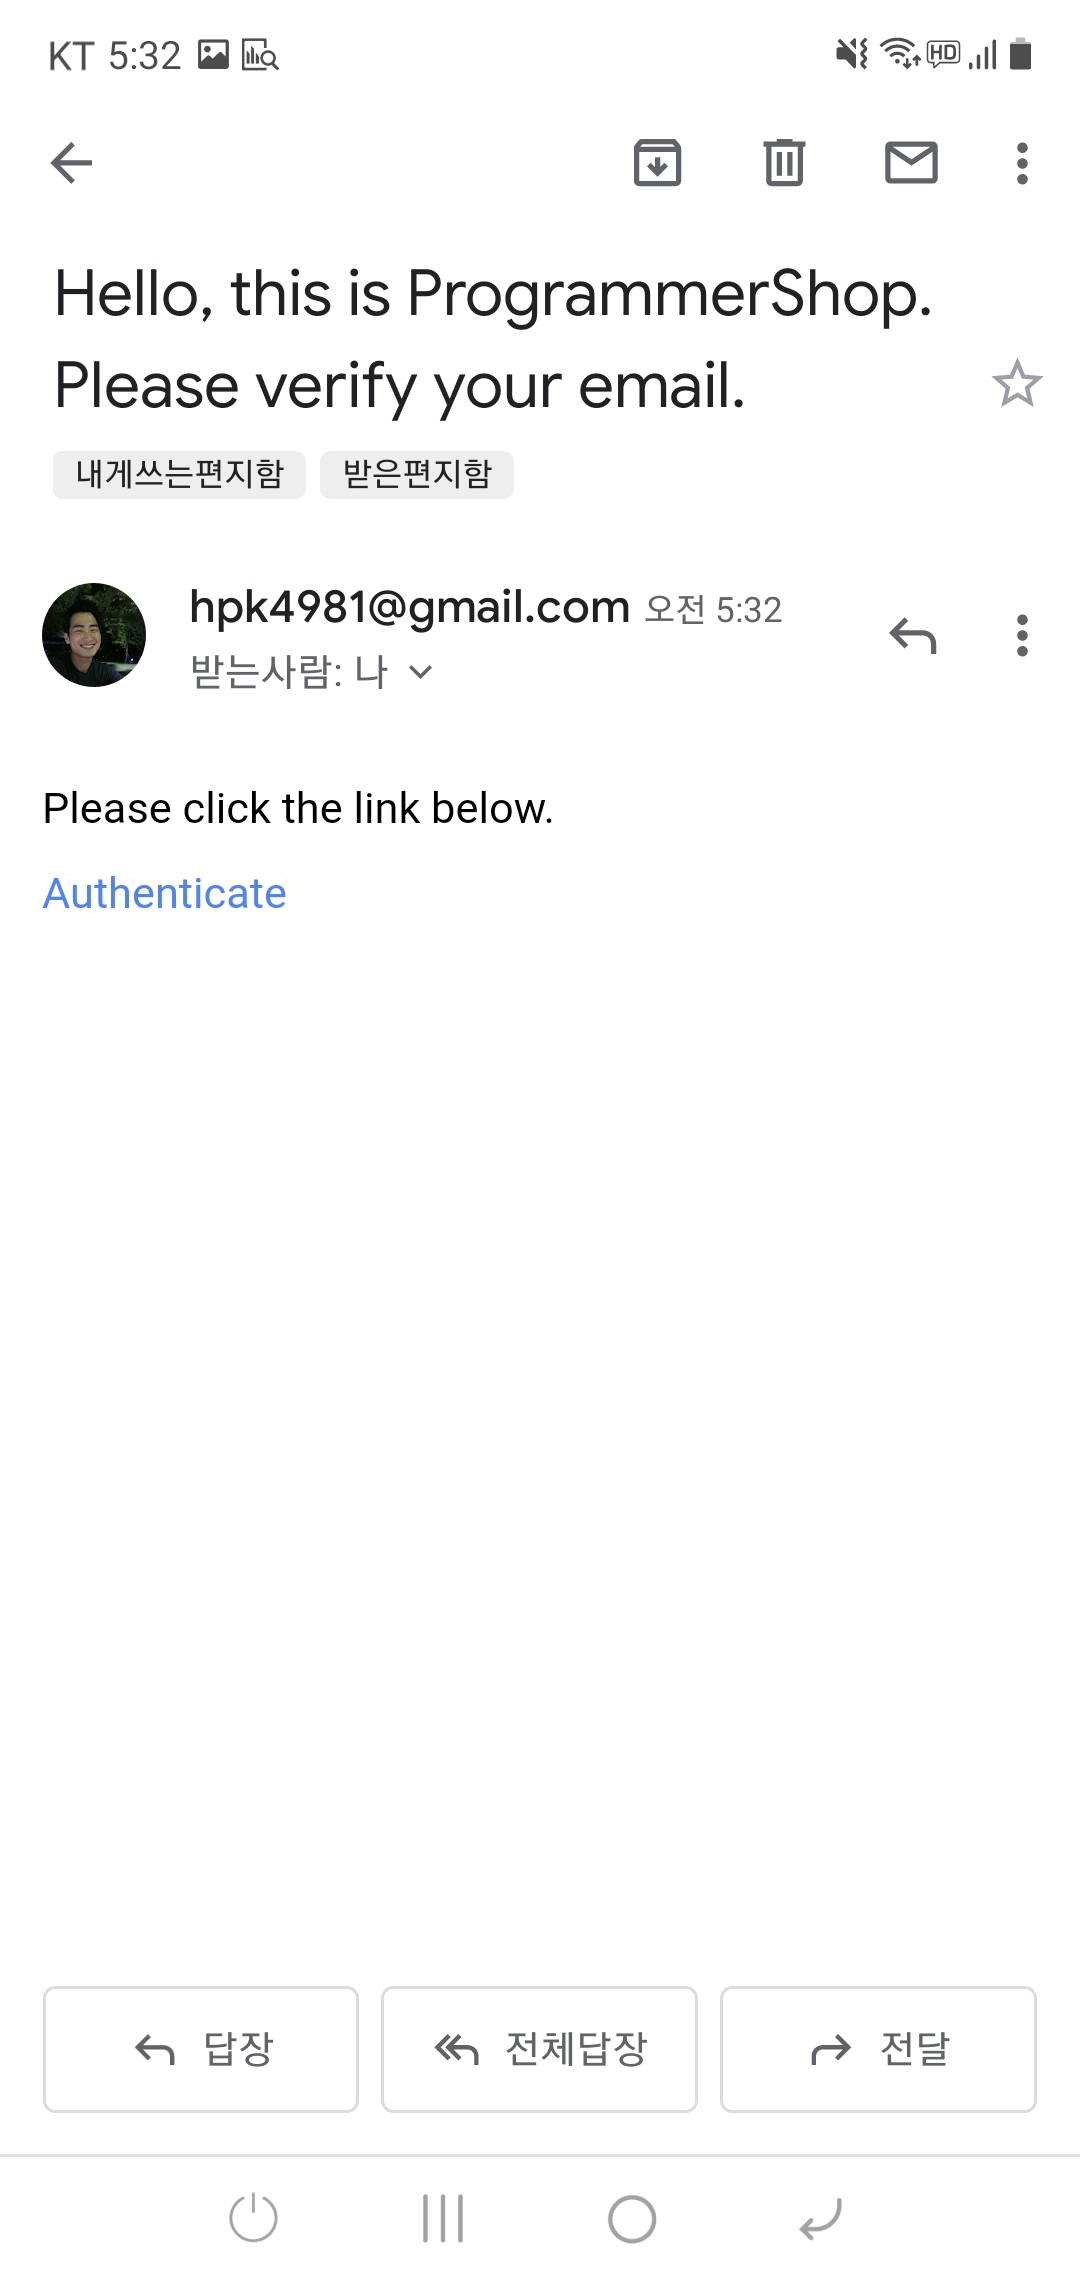 KT 5:32
HD
Hello, this is ProgrammerShop.
Please verify your email.
내게쓰는편지함 받은편지함
hpk4981@gmail.com 오전 5:32
받는사람: 나
Please click the link below.
Authenticate
답장 전체답장 전달